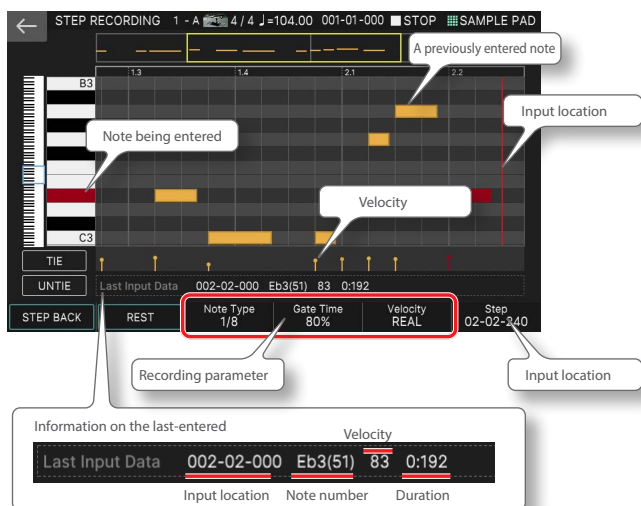 STEP RECORDING 1 - A 4 / 4 ♩=104.00 001-01-000 STOP SAMPLE PAD
A previously entered note
1.3 1.4 2.1 2.2
B3
Input location
Note being entered
Velocity
C3
TIE
UNTIE Last Input Data 002-02-000 Eb3(51) 83 0:192
STEP BACK REST Note Type 1/8 Gate Time 80% Velocity REAL Step 02-02-240
Recording parameter
Input location
Information on the last-entered
Velocity
Last Input Data 002-02-000 Eb3(51) 83 0:192
Input location Note number Duration